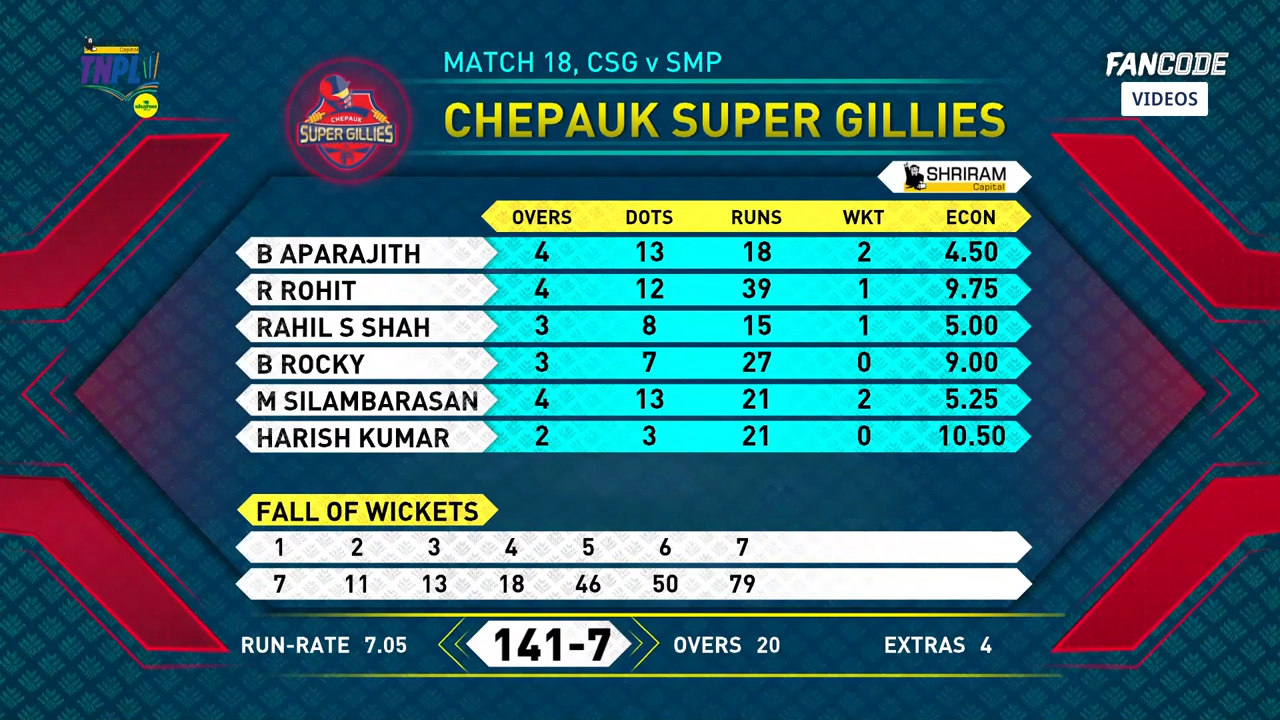 Capital
TNPL
MATCH 18, CSG v SMP
FANCODE
VIDEOS
CHEPAUK
SUPER GILLIES
CHEPAUK SUPER GILLIES
SHRIRAM
Capital
OVERS DOTS RUNS WKT ECON
B APARAJITH 4 13 18 2 4.50
R ROHIT 4 12 39 1 9.75
RAHIL S SHAH 3 8 15 1 5.00
B ROCKY 3 7 27 0 9.00
M SILAMBARASAN 4 13 21 2 5.25
HARISH KUMAR 2 3 21 0 10.50
FALL OF WICKETS
1 2 3 4 5 6 7
7 11 13 18 46 50 79
RUN-RATE 7.05 141-7 OVERS 20 EXTRAS 4